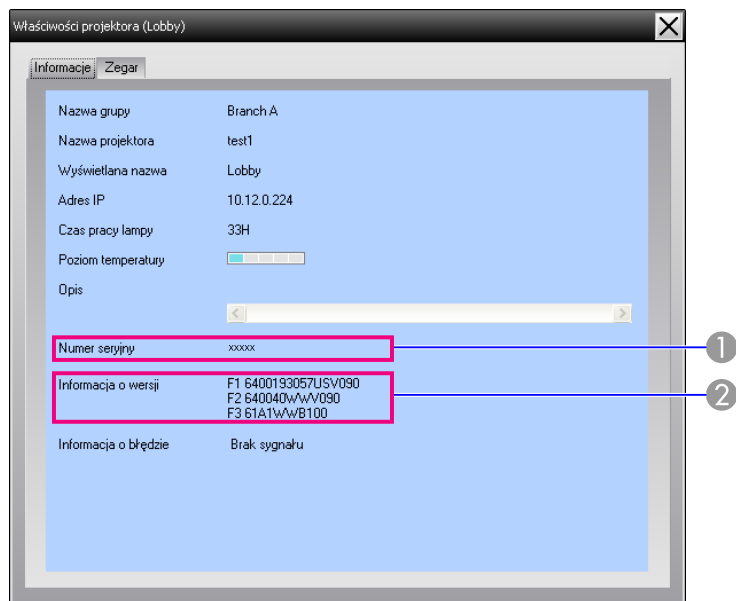 Właściwości projektora (Lobby)
Informacje Zegar
Nazwa grupy Branch A
Nazwa projektora test1
Wyświetlana nazwa Lobby
Adres IP 10.12.0.224
Czas pracy lampy 33H
Poziom temperatury
Opis
Numer seryjny xxxxx
1
Informacja o wersji F1 6400193057USV090
F2 640040WWV090
F3 61A1WWB100
2
Informacja o błędzie Brak sygnału